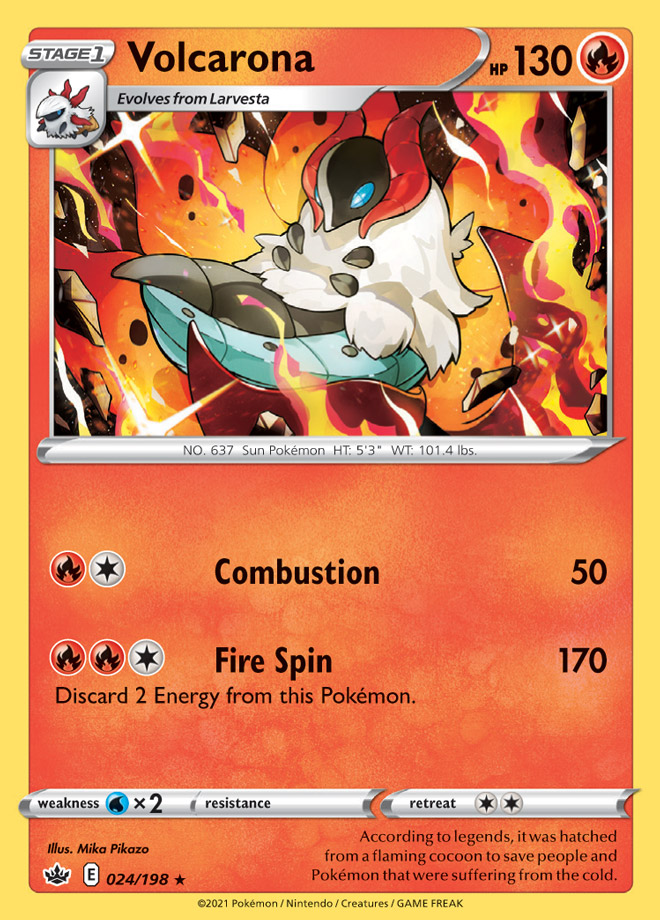 STAGE1
Volcarona
HP 130
Evolves from Larvesta
NO. 637 Sun Pokémon HT: 5'3" WT: 101.4 lbs.
Combustion 50
Fire Spin 170
Discard 2 Energy from this Pokémon.
weakness ×2 resistance retreat
Illus. Mika Pikazo
According to legends, it was hatched
from a flaming cocoon to save people and
Pokémon that were suffering from the cold.
E 024/198 ★
©2021 Pokémon / Nintendo / Creatures / GAME FREAK